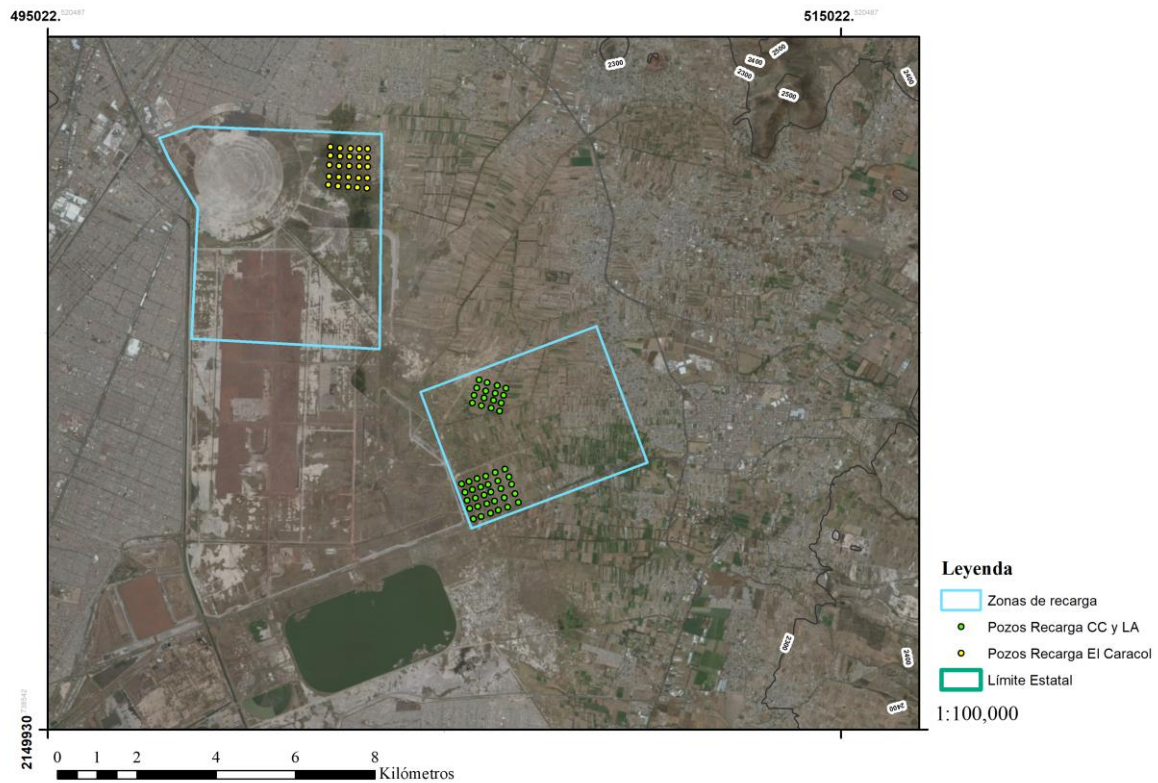 495022.520487
515022.520487
2300
2400
2500
2300
2500
2400
2300
2400
2400
2149930.738542
0 1 2 4 6 8
Kilómetros
Leyenda
Zonas de recarga
Pozos Recarga CC y LA
Pozos Recarga El Caracol
Límite Estatal
1:100,000